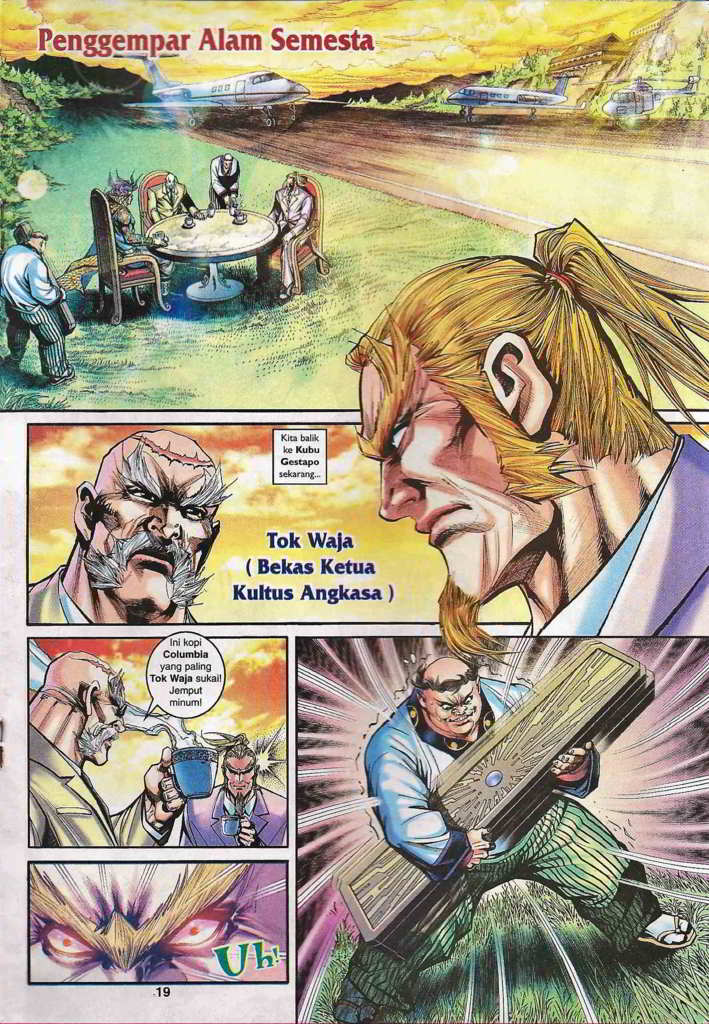 Penggempar Alam Semesta
Kita balik
ke Kubu
Gestapo
sekarang...
Tok Waja
( Bekas Ketua
Kultus Angkasa )
Ini kopi
Columbia
yang paling
Tok Waja sukai!
Jemput
minum!
Uh!
19